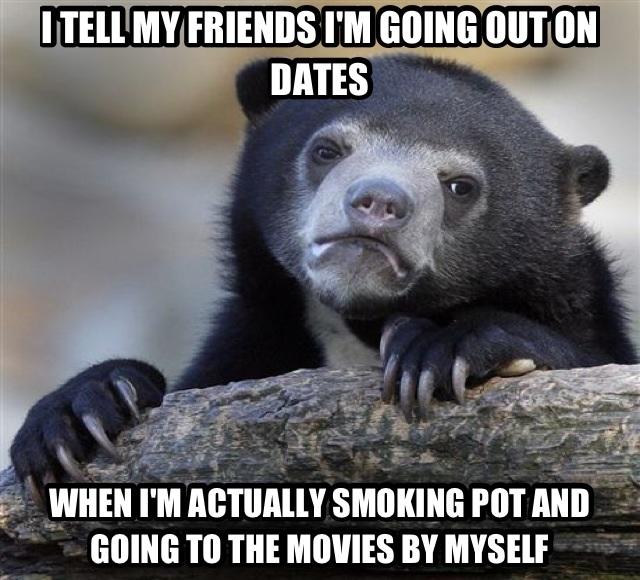 I TELL MY FRIENDS I'M GOING OUT ON
DATES
WHEN I'M ACTUALLY SMOKING POT AND
GOING TO THE MOVIES BY MYSELF